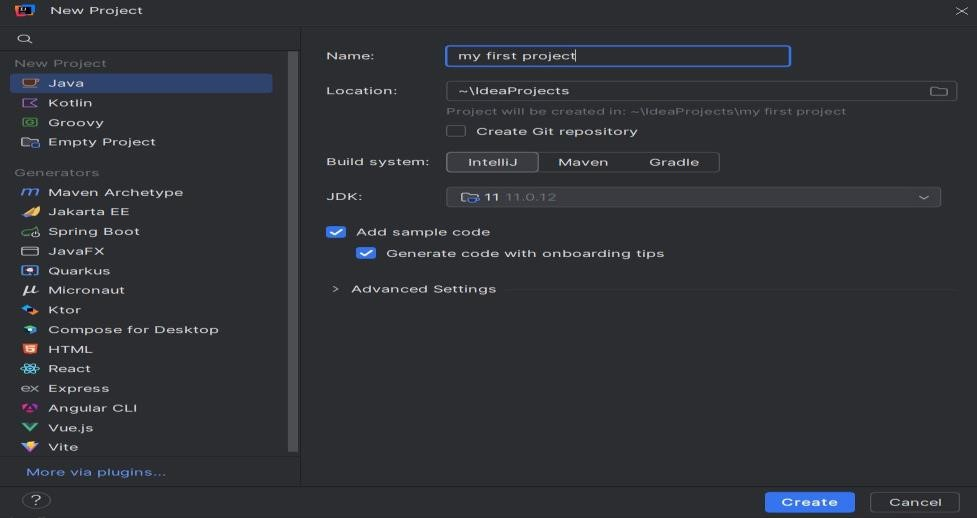 New Project
New Project
Java
Kotlin
Groovy
Empty Project
Generators
Maven Archetype
Jakarta EE
Spring Boot
JavaFX
Quarkus
Micronaut
Ktor
Compose for Desktop
HTML
React
ex Express
Angular CLI
Vue.js
Vite
More via plugins...
?
Name: my first project
Location: ~\IdeaProjects
Project will be created in: ~\IdeaProjects\my first project
Create Git repository
Build system: IntelliJ Maven Gradle
JDK: 11 11.0.12
Add sample code
Generate code with onboarding tips
> Advanced Settings
Create Cancel